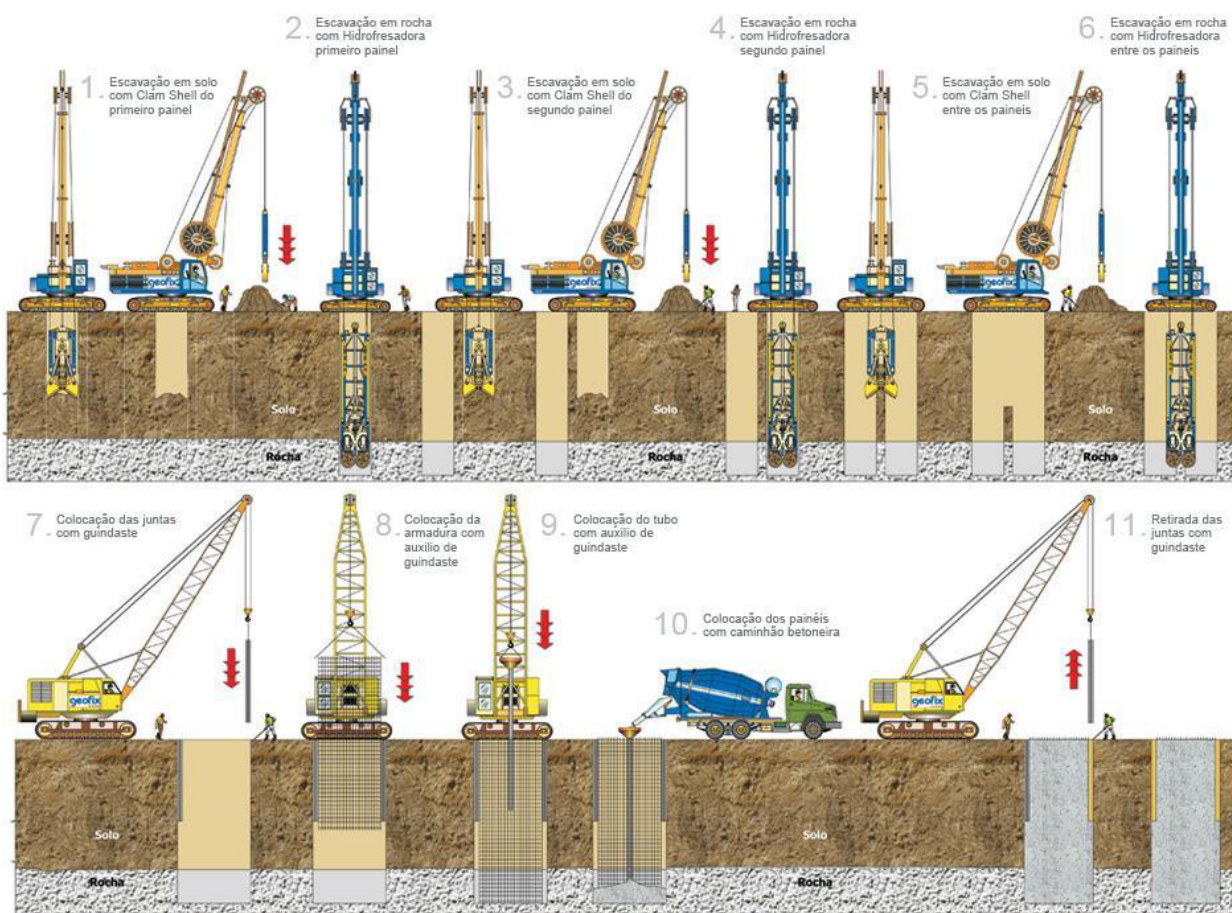 1. Escavação em solo
com Clam Shell do
primeiro painel
2. Escavação em rocha
com Hidrofresadora
primeiro painel
3. Escavação em solo
com Clam Shell do
segundo painel
4. Escavação em rocha
com Hidrofresadora
segundo painel
5. Escavação em solo
com Clam Shell
entre os paineis
6. Escavação em rocha
com Hidrofresadora
entre os paineis
geofix
geofix
geofix
Solo
Solo
Solo
Rocha
Rocha
Rocha
7. Colocação das juntas
com guindaste
8. Colocação da
armadura com
auxilio de
guindaste
9. Colocação do tubo
com auxilio de
guindaste
10. Colocação dos painéis
com caminhão betoneira
11. Retirada das
juntas com
guindaste
geofix
geofix
Solo
Solo
Rocha
Rocha